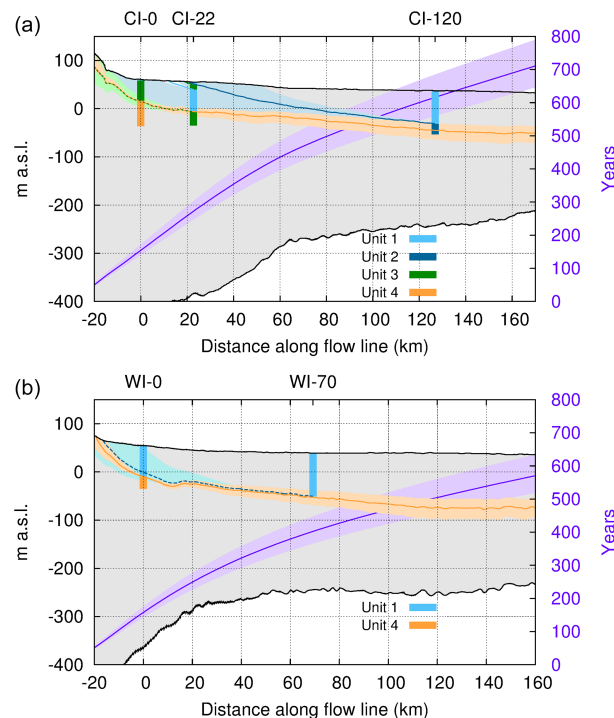 (a)
CI-0 CI-22 CI-120
100
0
-100
-200
-300
-400
m a.s.l.
800
700
600
500
400
300
200
100
0
Years
Unit 1
Unit 2
Unit 3
Unit 4
-20 0 20 40 60 80 100 120 140 160
Distance along flow line (km)
(b)
WI-0 WI-70
100
0
-100
-200
-300
-400
m a.s.l.
800
700
600
500
400
300
200
100
0
Years
Unit 1
Unit 4
-20 0 20 40 60 80 100 120 140 160
Distance along flow line (km)